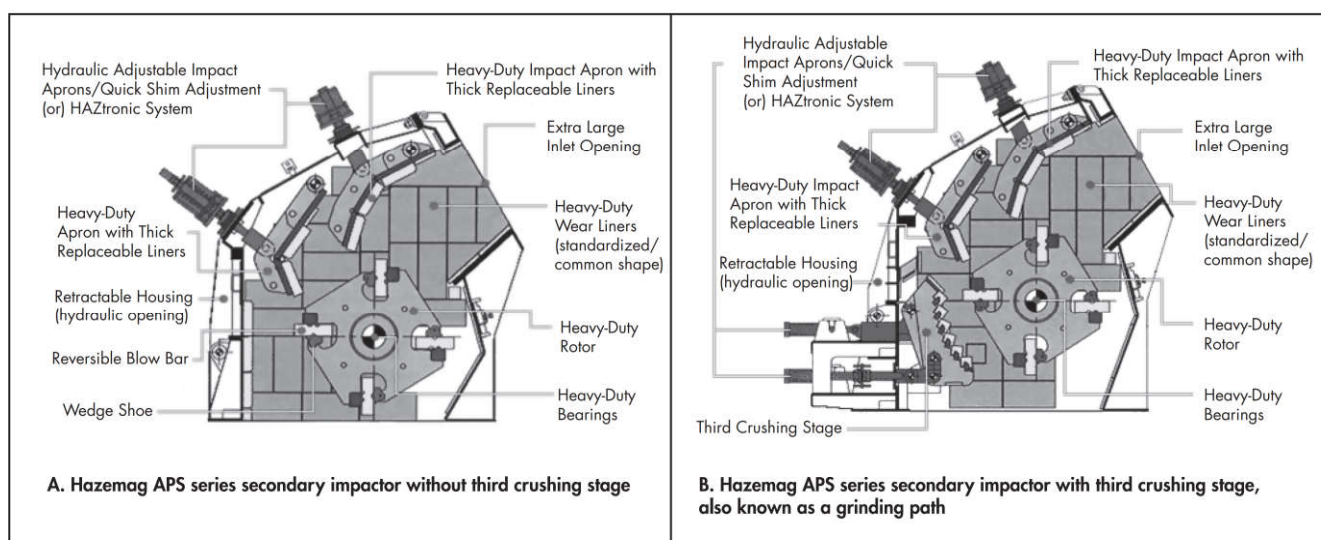 Hydraulic Adjustable Impact
Aprons/Quick Shim Adjustment
(or) HAZtronic System
Heavy-Duty Impact Apron with
Thick Replaceable Liners
Extra Large
Inlet Opening
Heavy-Duty
Apron with Thick
Replaceable Liners
Heavy-Duty
Wear Liners
(standardized/
common shape)
Retractable Housing
(hydraulic opening)
Reversible Blow Bar
Heavy-Duty
Rotor
Wedge Shoe
Heavy-Duty
Bearings
A. Hazemag APS series secondary impactor without third crushing stage
Hydraulic Adjustable
Impact Aprons/Quick
Shim Adjustment
(or) HAZtronic System
Heavy-Duty Impact Apron with
Thick Replaceable Liners
Extra Large
Inlet Opening
Heavy-Duty Impact
Apron with Thick
Replaceable Liners
Heavy-Duty
Wear Liners
(standardized/
common shape)
Retractable Housing
(hydraulic opening)
Heavy-Duty
Rotor
Heavy-Duty
Bearings
Third Crushing Stage
B. Hazemag APS series secondary impactor with third crushing stage,
also known as a grinding path